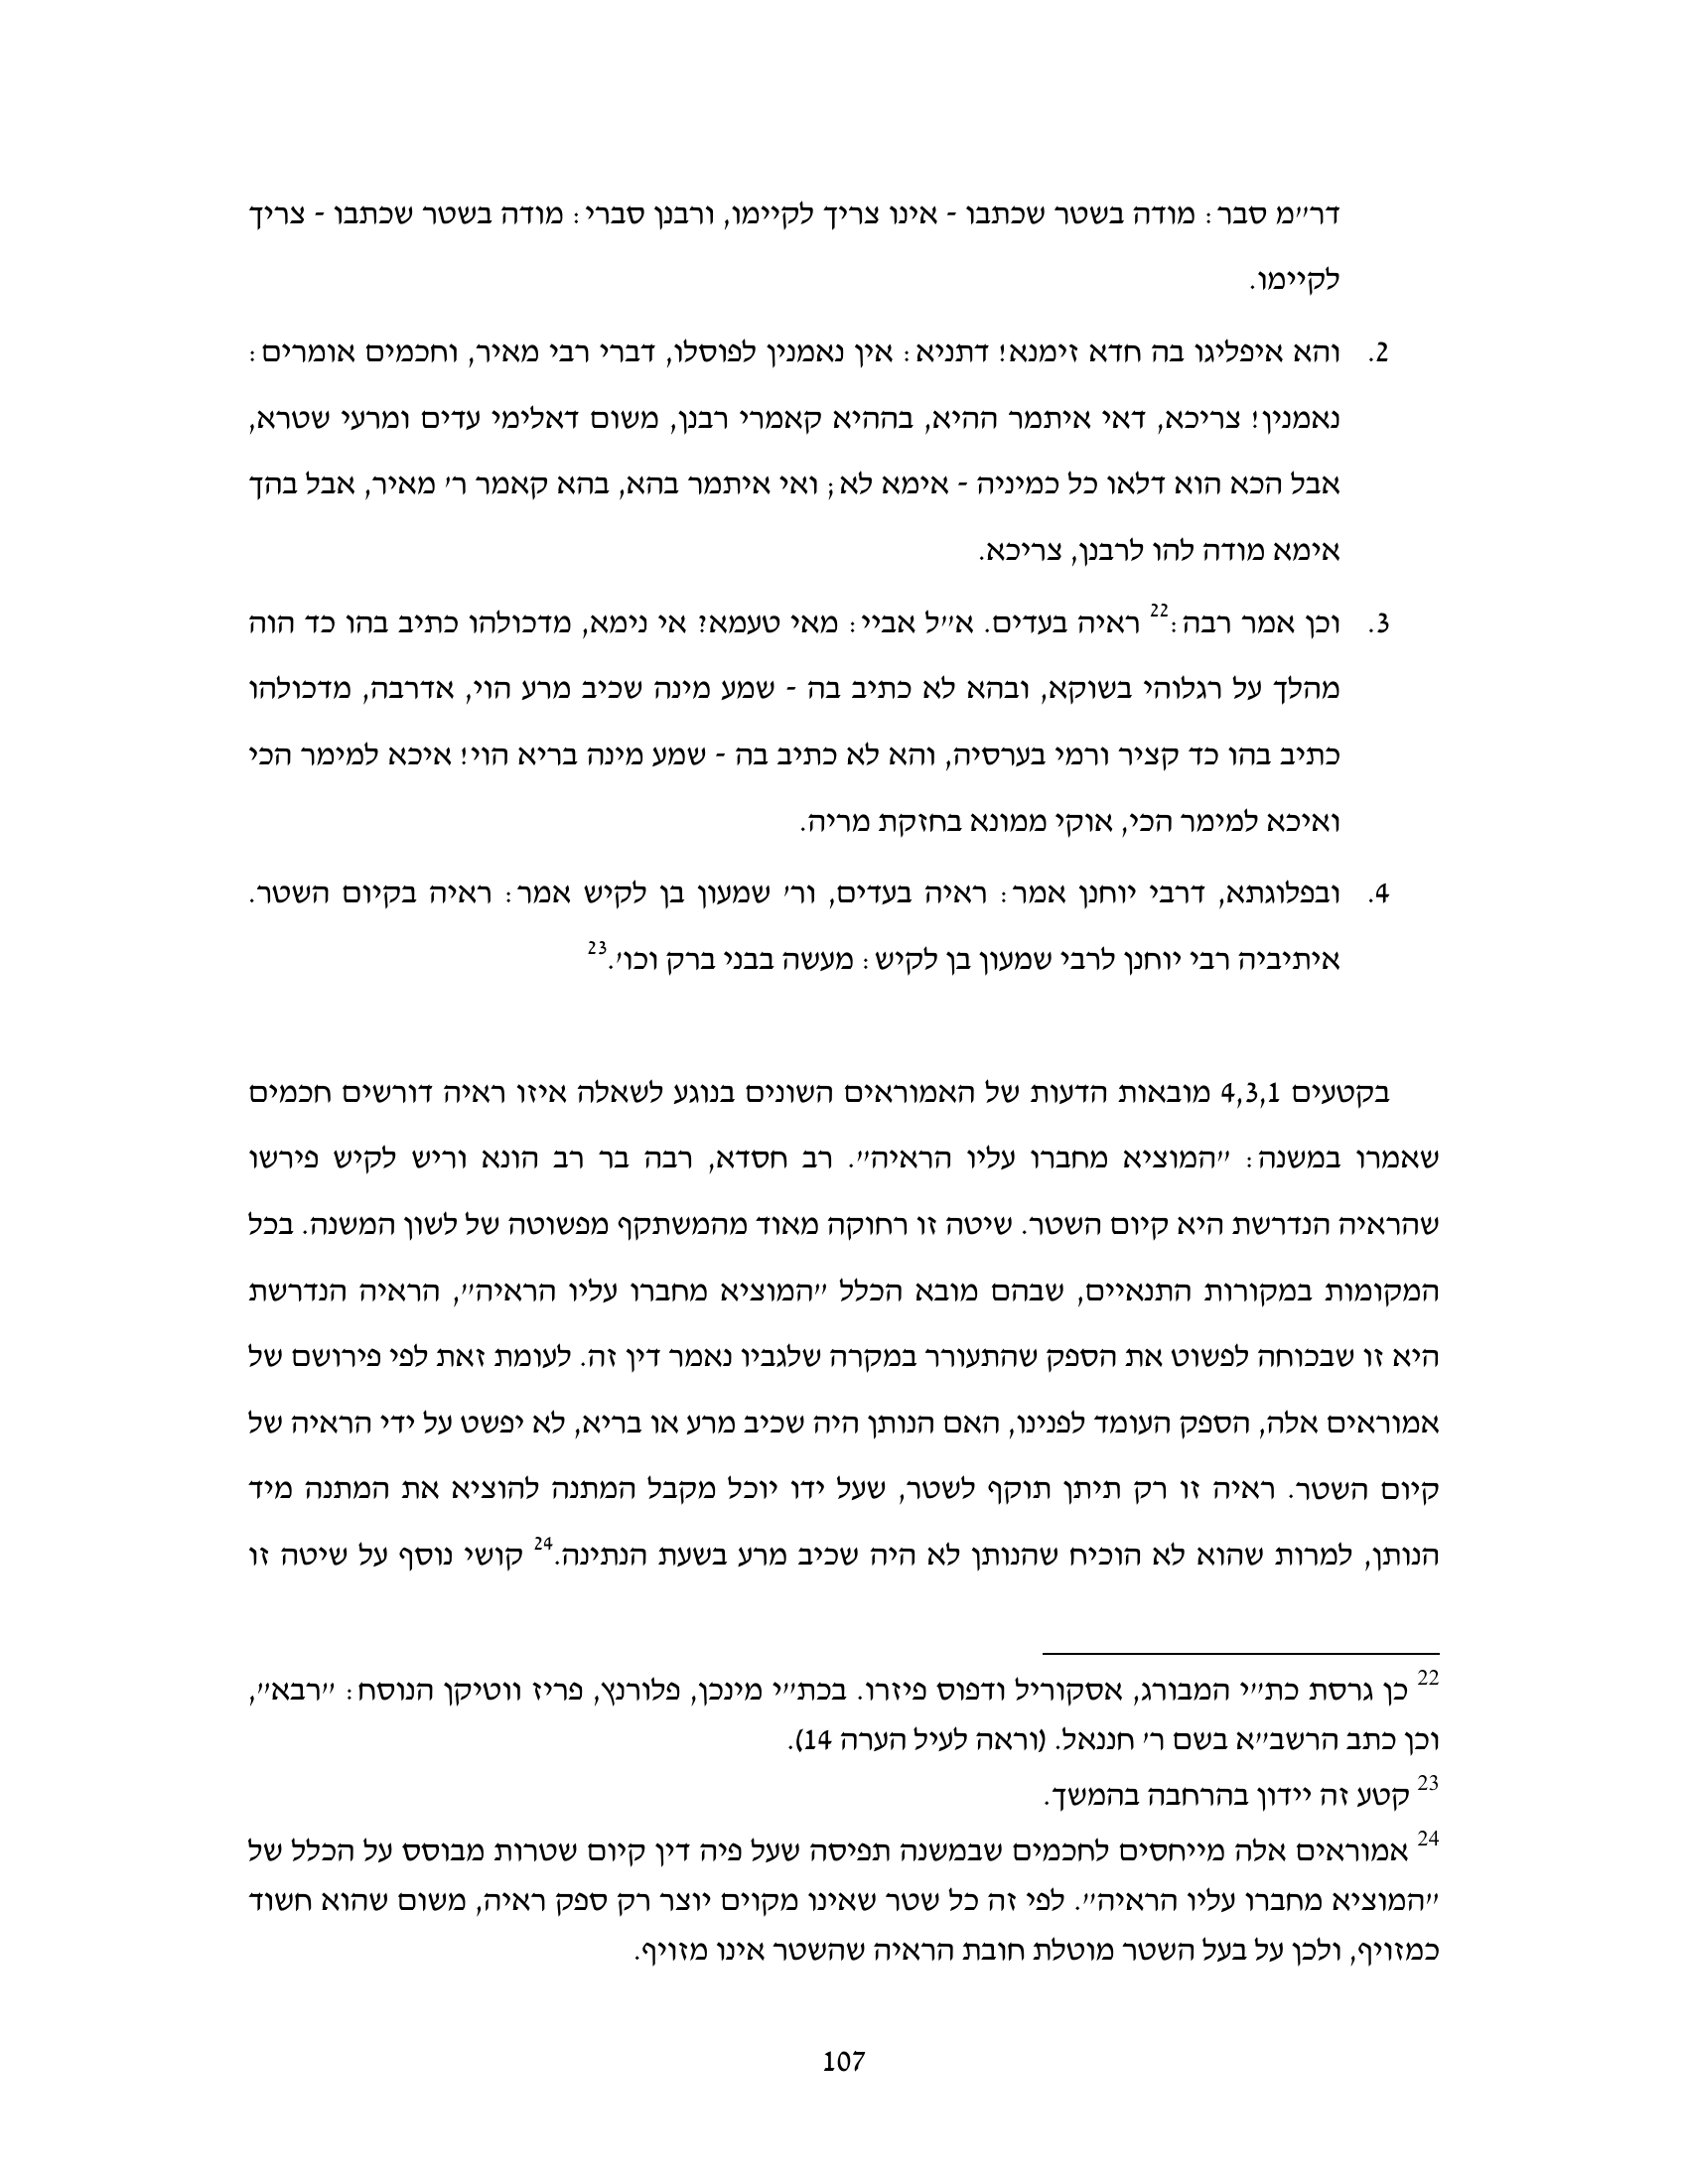 דר״מ סבר: מודה בשטר שכתבו - אינו צריך לקיימו, ורבנן סברי: מודה בשטר שכתבו - צריך
לקיימו.
2. והא איפליגו בה חדא זימנא! דתניא: אין נאמנין לפוסלו, דברי רבי מאיר, וחכמים אומרים:
נאמנין! צריכא, דאי איתמר ההיא, בההיא קאמרי רבנן, משום דאלימי עדים ומרעי שטרא,
אבל הכא הוא דלאו כל כמיניה - אימא לא; ואי איתמר בהא, בהא קאמר ר׳ מאיר, אבל בהך
אימא מודה להו לרבנן, צריכא.
3. וכן אמר רבה:22 ראיה בעדים. א״ל אביי: מאי טעמא? אי נימא, מדכולהו כתיב בהו כד הוה
מהלך על רגלוהי בשוקא, ובהא לא כתיב בה - שמע מינה שכיב מרע הוי, אדרבה, מדכולהו
כתיב בהו כד קציר ורמי בערסיה, והא לא כתיב בה - שמע מינה בריא הוי! איכא למימר הכי
ואיכא למימר הכי, אוקי ממונא בחזקת מריה.
4. ובפלוגתא, דרבי יוחנן אמר: ראיה בעדים, ור׳ שמעון בן לקיש אמר: ראיה בקיום השטר.
איתיביה רבי יוחנן לרבי שמעון בן לקיש: מעשה בבני ברק וכו׳.23
בקטעים 4,3,1 מובאות הדעות של האמוראים השונים בנוגע לשאלה איזו ראיה דורשים חכמים
שאמרו במשנה: ״המוציא מחברו עליו הראיה״. רב חסדא, רבה בר רב הונא וריש לקיש פירשו
שהראיה הנדרשת היא קיום השטר. שיטה זו רחוקה מאוד מהמשתקף מפשוטה של לשון המשנה. בכל
המקומות במקורות התנאיים, שבהם מובא הכלל ״המוציא מחברו עליו הראיה״, הראיה הנדרשת
היא זו שבכוחה לפשוט את הספק שהתעורר במקרה שלגביו נאמר דין זה. לעומת זאת לפי פירושם של
אמוראים אלה, הספק העומד לפנינו, האם הנותן היה שכיב מרע או בריא, לא יפשט על ידי הראיה של
קיום השטר. ראיה זו רק תיתן תוקף לשטר, שעל ידו יוכל מקבל המתנה להוציא את המתנה מיד
הנותן, למרות שהוא לא הוכיח שהנותן לא היה שכיב מרע בשעת הנתינה.24 קושי נוסף על שיטה זו
22 כן גרסת כת״י המבורג, אסקוריל ודפוס פיזרו. בכת״י מינכן, פלורנץ, פריז ווטיקן הנוסח: ״רבא״,
וכן כתב הרשב״א בשם ר׳ חננאל. (וראה לעיל הערה 14).
23 קטע זה יידון בהרחבה בהמשך.
24 אמוראים אלה מייחסים לחכמים שבמשנה תפיסה שעל פיה דין קיום שטרות מבוסס על הכלל של
״המוציא מחברו עליו הראיה״. לפי זה כל שטר שאינו מקוים יוצר רק ספק ראיה, משום שהוא חשוד
כמזויף, ולכן על בעל השטר מוטלת חובת הראיה שהשטר אינו מזויף.
107